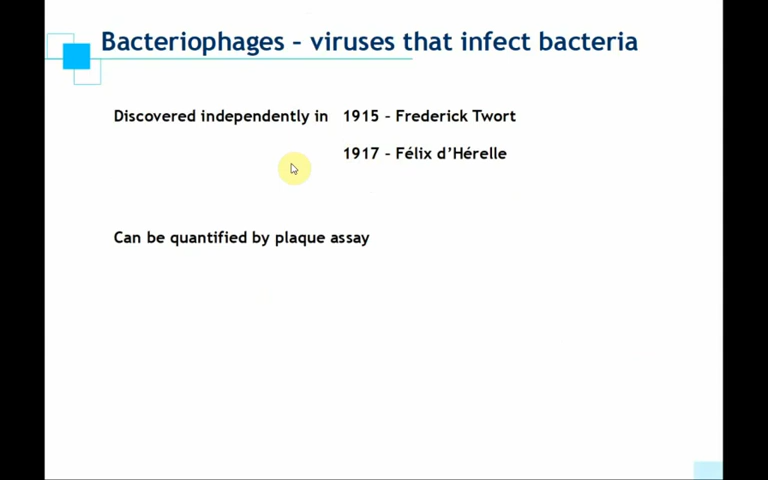 Bacteriophages – viruses that infect bacteria
Discovered independently in 1915 – Frederick Twort
1917 – Félix d’Hérelle
Can be quantified by plaque assay